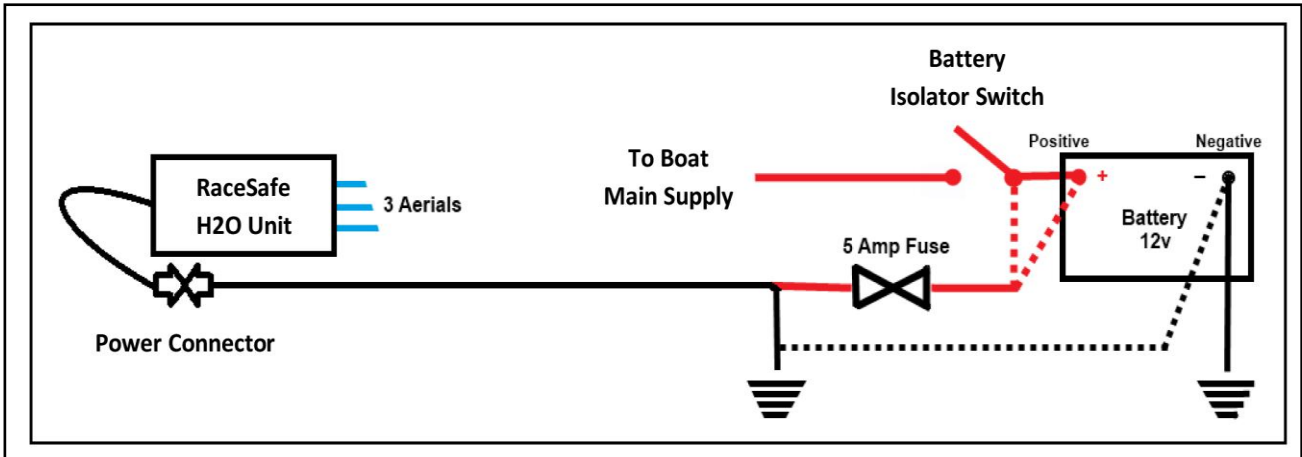 Battery
Isolator Switch
Positive
Negative
To Boat
Main Supply
+
–
RaceSafe
H2O Unit
3 Aerials
Battery
12v
5 Amp Fuse
Power Connector